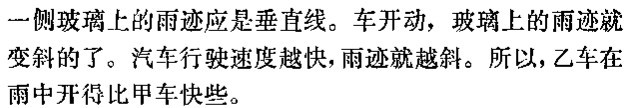 一侧玻璃上的雨迹应是垂直线。车开动，玻璃上的雨迹就
变斜的了。汽车行驶速度越快，雨迹就越斜。所以，乙车在
雨中开得比甲车快些。